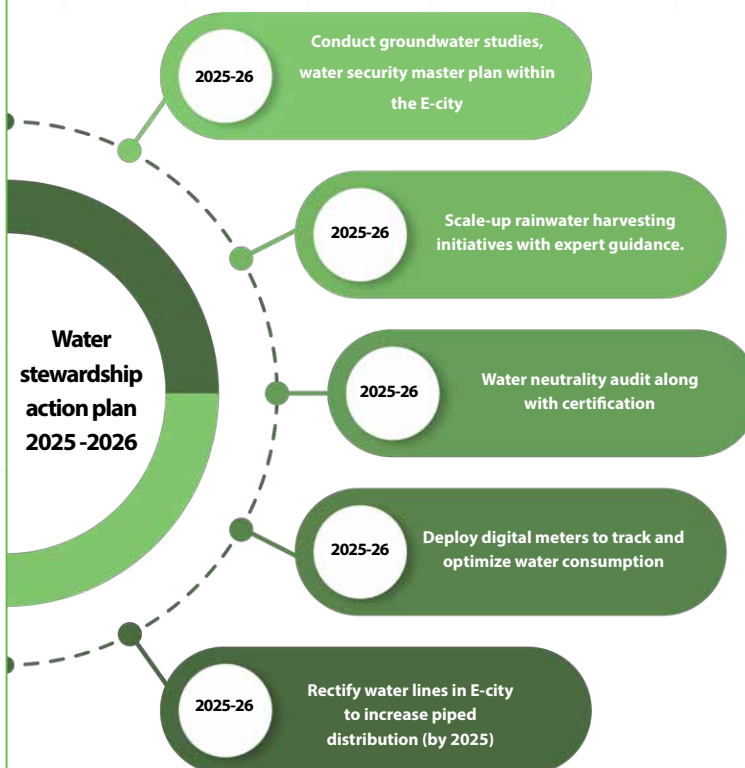 2025-26
Conduct groundwater studies,
water security master plan within
the E-city
2025-26
Scale-up rainwater harvesting
initiatives with expert guidance.
Water
stewardship
action plan
2025 -2026
2025-26
Water neutrality audit along
with certification
2025-26
Deploy digital meters to track and
optimize water consumption
2025-26
Rectify water lines in E-city
to increase piped
distribution (by 2025)